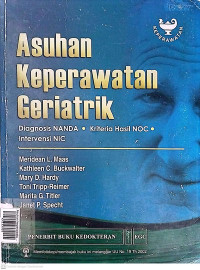 KEPERAWATAN
Asuhan
Keperawatan
Geriatrik
Diagnosis NANDA • Kriteria Hasil NOC •
Intervensi NIC
Meridean L. Maas
Kathleen C. Buckwalter
Mary D. Hardy
Toni Tripp-Reimer
Marita G. Titler
Janet P. Specht
PENERBIT BUKU KEDOKTERAN
EGC